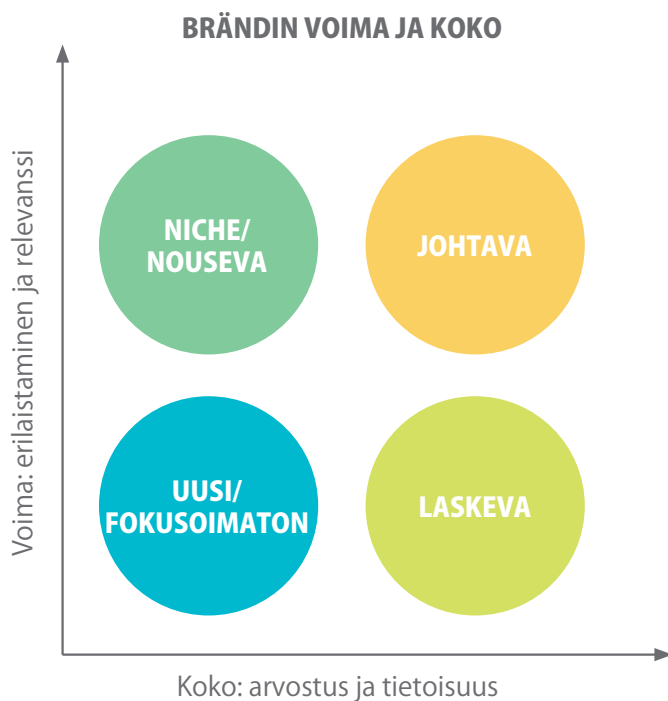 BRÄNDIN VOIMA JA KOKO
Voima: erilaistaminen ja relevanssi
NICHE/
NOUSEVA
JOHTAVA
UUSI/
FOKUSOIMATON
LASKEVA
Koko: arvostus ja tietoisuus